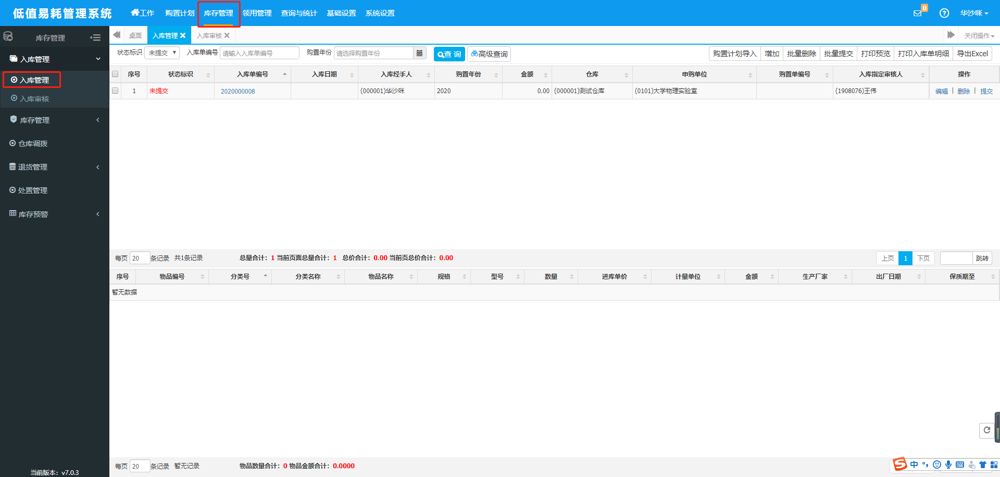 低值易耗管理系统 工作 购置计划 库存管理 领用管理 查询与统计 基础设置 系统设置 0 华沙咪
库存管理 桌面 入库管理 入库审核 关闭操作
状态标识 未提交 入库单编号 请输入入库单编号 购置年份 请选择购置年份 查 询 高级查询 购置计划导入 增加 批量删除 批量提交 打印预览 打印入库单明细 导出Excel
入库管理
序号 状态标识 入库单编号 入库日期 入库经手人 购置年份 金额 仓库 申购单位 购置单编号 入库指定审核人 操作
入库管理
1 未提交 2020000008 (000001)华沙咪 2020 0.00 (000001)测试仓库 (0101)大学物理实验室 (1908076)王伟 编辑 | 删除 | 提交
入库审核
库存管理
仓库调拨
退货管理
处置管理
库存预警
每页 20 条记录 共1条记录 总量合计：1 当前页面总量合计：1 总价合计：0.00 当前页总价合计：0.00 上页 1 下页 跳转
序号 物品编号 分类号 分类名称 物品名称 规格 型号 数量 进库单价 计量单位 金额 生产厂家 出厂日期 保质期至
暂无数据
每页 20 条记录 暂无记录 物品数量合计：0 物品金额合计：0.0000
S 中
当前版本：v7.0.3